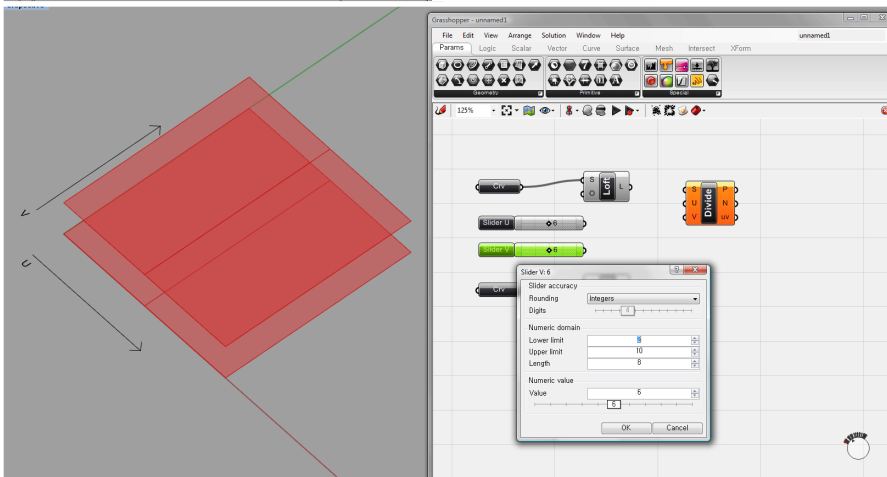 Grasshopper - unnamed1
File Edit View Arrange Solution Window Help unnamed1
Params Logic Scalar Vector Curve Surface Mesh Intersect XForm
Geometry Primitive Special
125%
V
U
Crv
S
G
Loft
L
S
U
V
Divide
P
N
uv
Slider U 6
Slider V 6
Crv
Slider V: 6
Slider accuracy
Rounding Integers
Digits 4
Numeric domain
Lower limit
Upper limit 10
Length 8
Numeric value
Value 6
6
OK Cancel